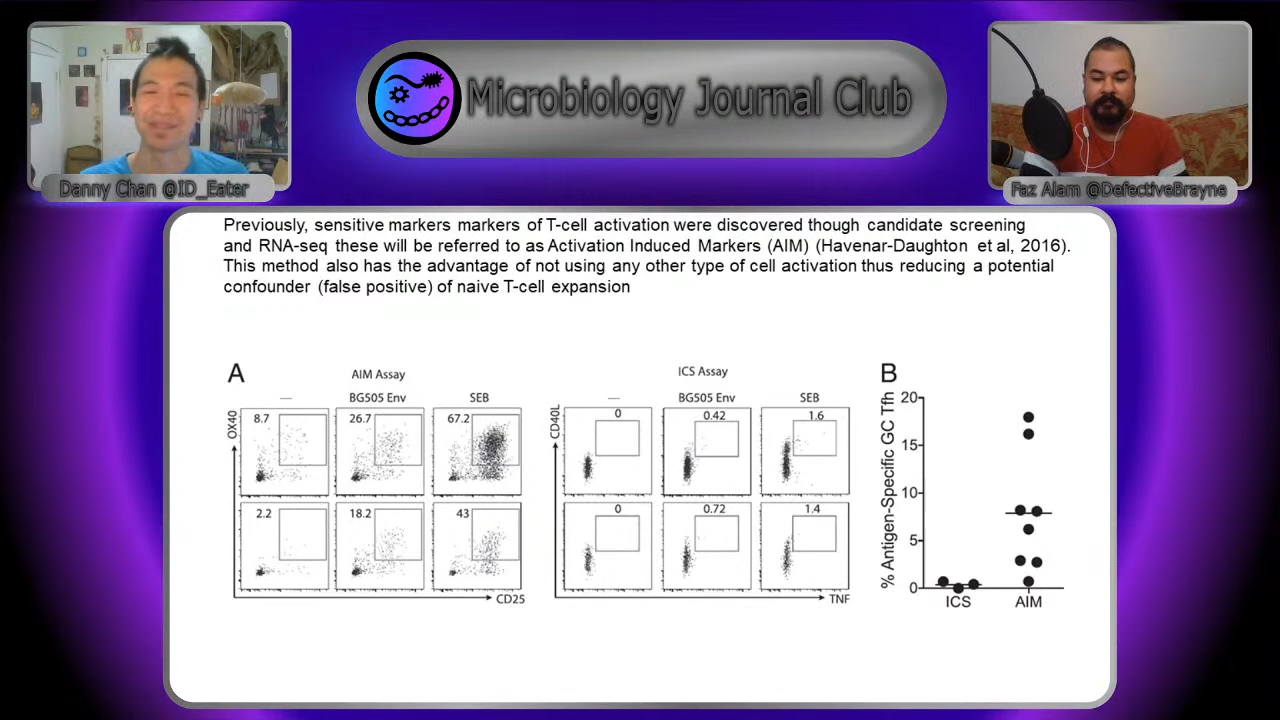 Microbiology Journal Club
Danny Chan @ID_Eater
Faz Alam @DefectiveBrayne
Previously, sensitive markers markers of T-cell activation were discovered though candidate screening
and RNA-seq these will be referred to as Activation Induced Markers (AIM) (Havenar-Daughton et al, 2016).
This method also has the advantage of not using any other type of cell activation thus reducing a potential
confounder (false positive) of naive T-cell expansion
A
AIM Assay
— BG505 Env SEB
OX40
8.7 26.7 67.2
2.2 18.2 43
CD25
ICS Assay
— BG505 Env SEB
CD40L
0 0.42 1.6
0 0.72 1.4
TNF
B
% Antigen-Specific GC Tfh
20
15
10
5
0
ICS AIM